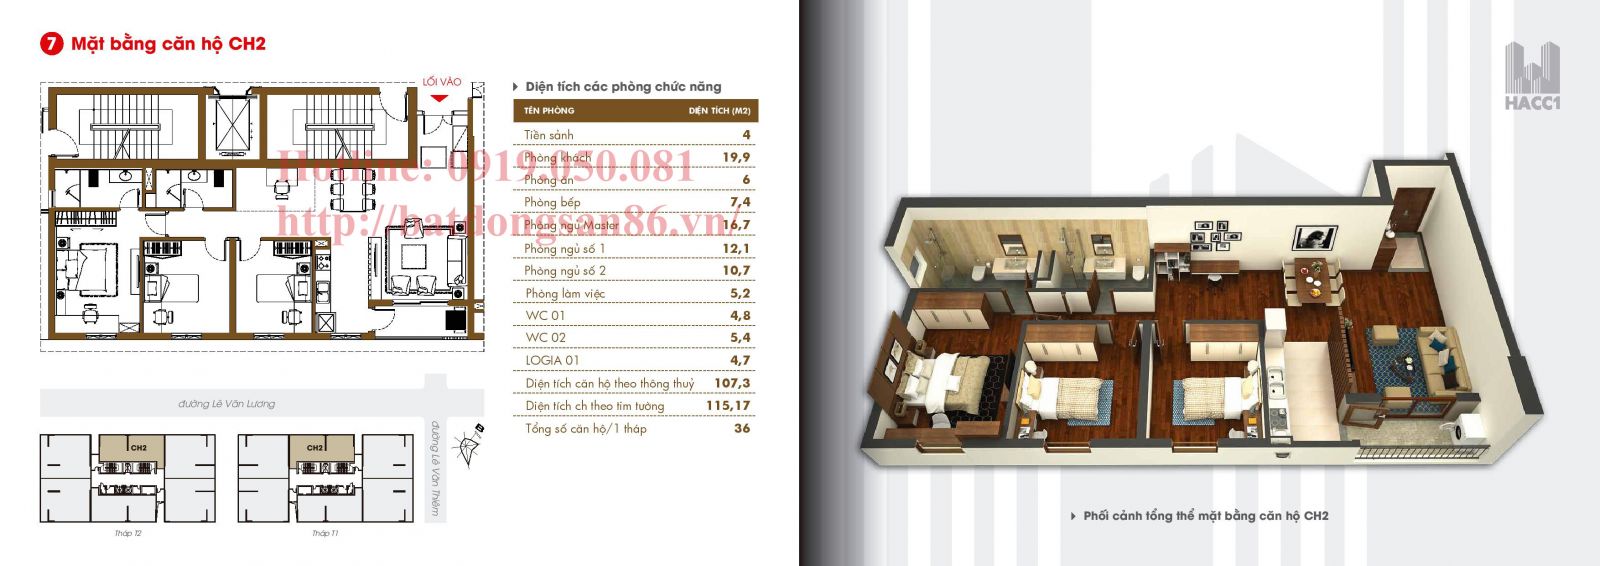 7 Mặt bằng căn hộ CH2
LỐI VÀO
Hotline: 0919.050.081
http://batdongsan86.vn/
Diện tích các phòng chức năng
TÊN PHÒNG DIỆN TÍCH (M2)
Tiền sảnh 4
Phòng khách 19,9
Phòng ăn 6
Phòng bếp 7,4
Phòng ngủ Master 16,7
Phòng ngủ số 1 12,1
Phòng ngủ số 2 10,7
Phòng làm việc 5,2
WC 01 4,8
WC 02 5,4
LOGIA 01 4,7
Diện tích căn hộ theo thông thuỷ 107,3
Diện tích ch theo tim tường 115,17
Tổng số căn hộ/1 tháp 36
đường Lê Văn Lương
đường Lê Văn Thiêm
CH2
CH2
Tháp T2
Tháp T1
HACC1
Phối cảnh tổng thể mặt bằng căn hộ CH2